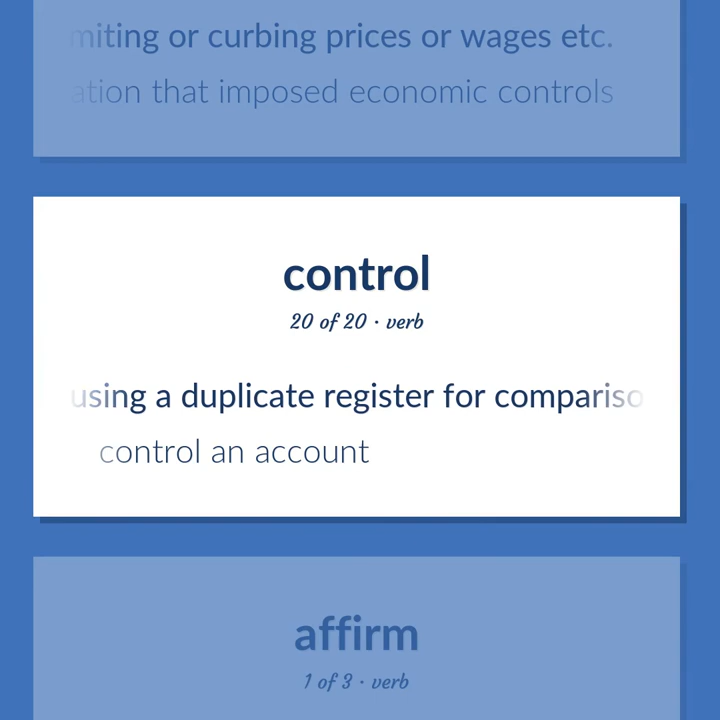 miting or curbing prices or wages etc.
ation that imposed economic controls
control
20 of 20 · verb
using a duplicate register for compariso
control an account
affirm
1 of 3 · verb